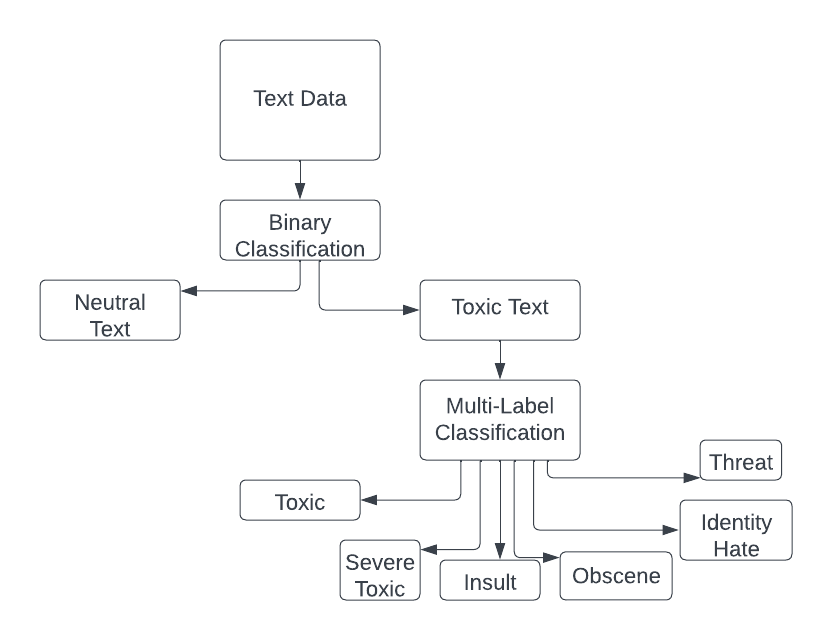 Text Data
Binary
Classification
Neutral
Text
Toxic Text
Multi-Label
Classification
Threat
Toxic
Identity
Hate
Severe
Toxic
Insult
Obscene